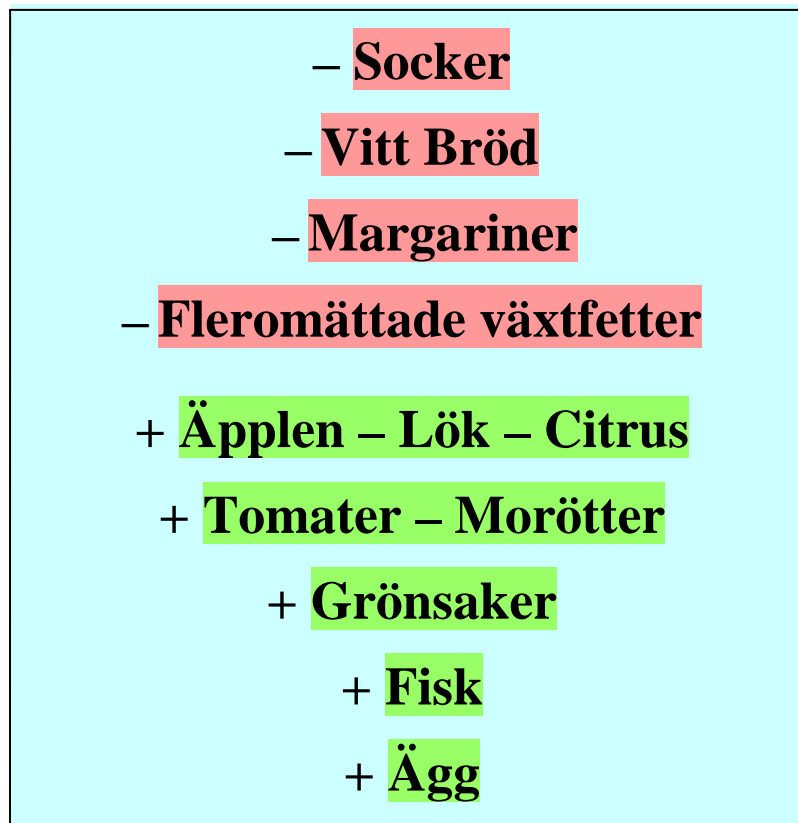 – Socker
– Vitt Bröd
– Margariner
– Fleromättade växtfetter
+ Äpplen – Lök – Citrus
+ Tomater – Morötter
+ Grönsaker
+ Fisk
+ Ägg